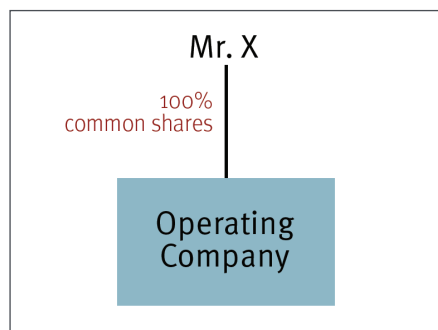 Mr. X
100%
common shares
Operating
Company